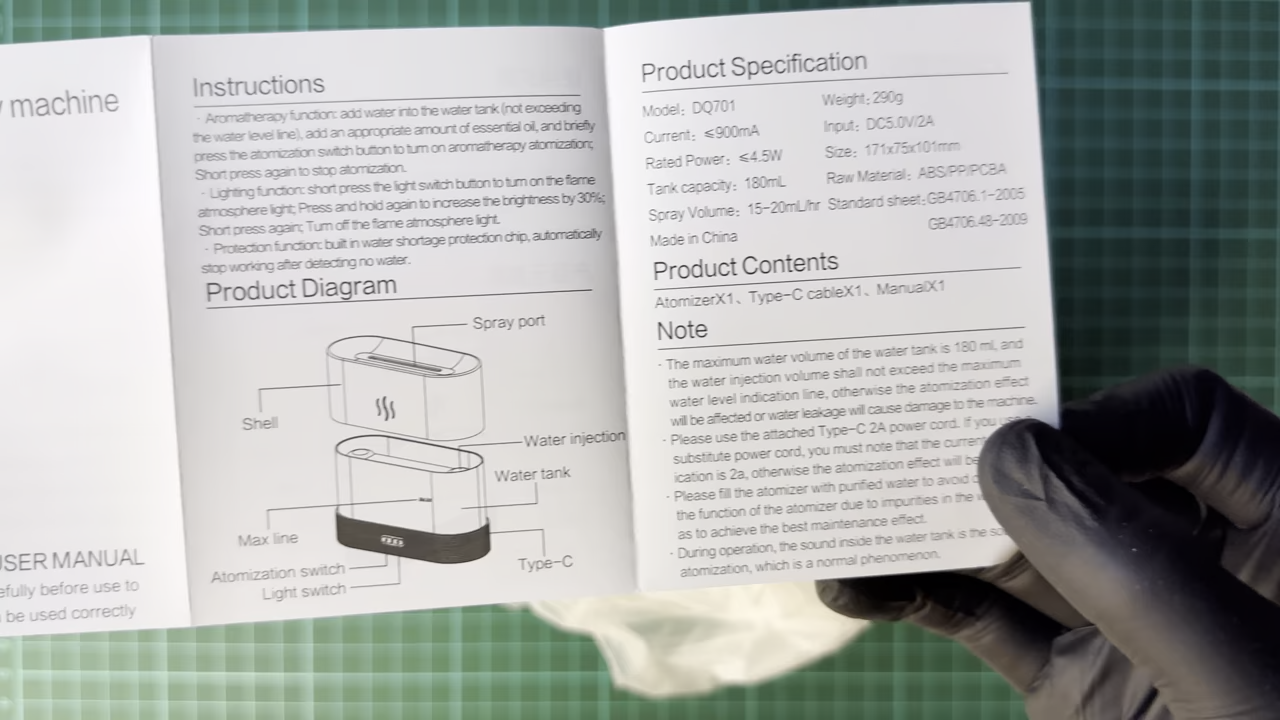 machine
USER MANUAL
before use to
be used correctly
Instructions
· Aromatherapy function: add water into the water tank (not exceeding
the water level line), add an appropriate amount of essential oil, and briefly
press the atomization switch button to turn on aromatherapy atomization;
Short press again to stop atomization.
· Lighting function: short press the light switch button to turn on the flame
atmosphere light; Press and hold again to increase the brightness by 30%;
Short press again; Turn off the flame atmosphere light.
· Protection function: built in water shortage protection chip, automatically
stop working after detecting no water.
Product Diagram
Spray port
Shell
Water injection
Water tank
Max line
Type-C
Atomization switch
Light switch
Product Specification
Model: DQ701 Weight: 290g
Current: ≤900mA Input: DC5.0V/2A
Rated Power: ≤4.5W Size: 171x75x101mm
Tank capacity: 180mL Raw Material: ABS/PP/PCBA
Spray Volume: 15-20mL/hr Standard sheet:GB4706.1-2005
GB4706.48-2009
Made in China
Product Contents
AtomizerX1、Type-C cableX1、ManualX1
Note
· The maximum water volume of the water tank is 180 ml, and
the water injection volume shall not exceed the maximum
water level indication line, otherwise the atomization effect
will be affected or water leakage will cause damage to the machine.
· Please use the attached Type-C 2A power cord. If you
substitute power cord, you must note that the current
ication is 2a, otherwise the atomization effect will be
· Please fill the atomizer with purified water to avoid
the function of the atomizer due to impurities in the
as to achieve the best maintenance effect.
· During operation, the sound inside the water tank is the
atomization, which is a normal phenomenon.